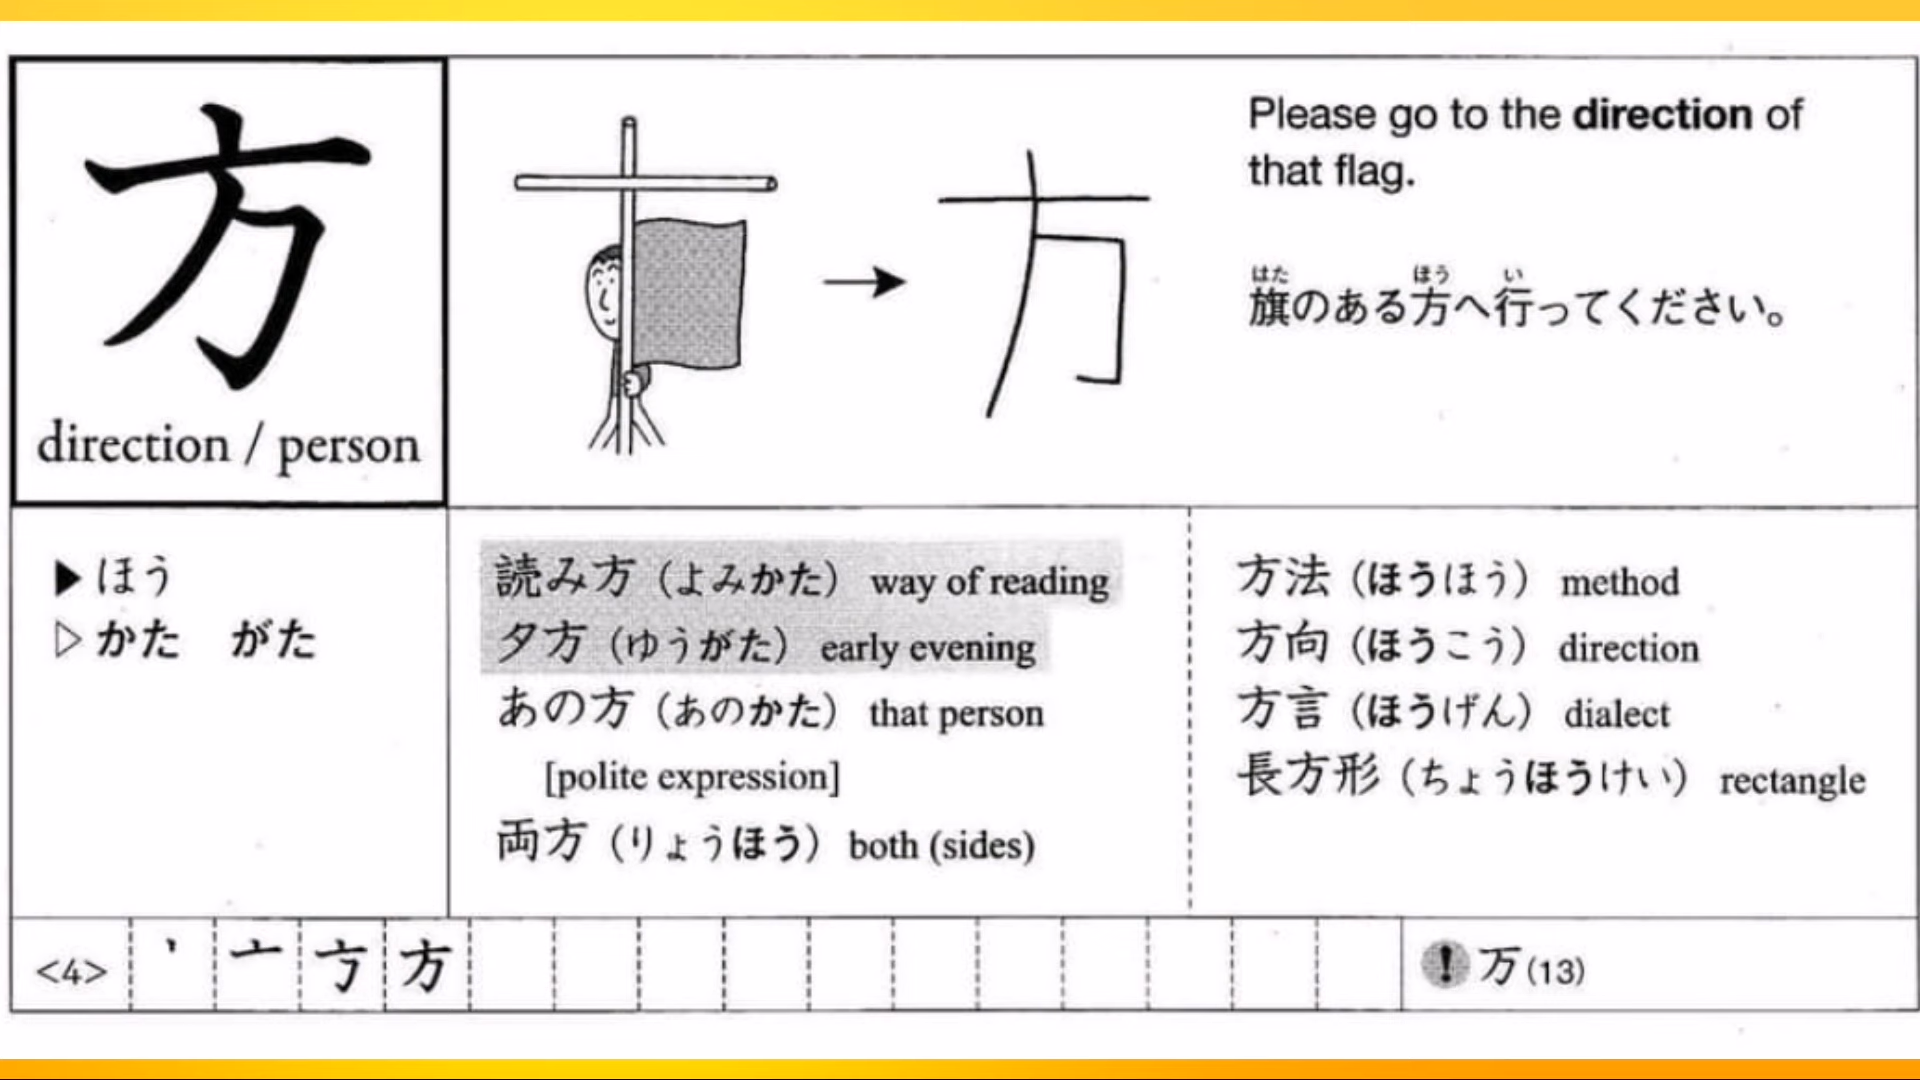 方
direction / person
Please go to the direction of
that flag.
はた ほう い
旗のある方へ行ってください。
▶ ほう
▷ かた がた
読み方（よみかた） way of reading
夕方（ゆうがた） early evening
あの方（あのかた） that person
[polite expression]
両方（りょうほう） both (sides)
方法（ほうほう） method
方向（ほうこう） direction
方言（ほうげん） dialect
長方形（ちょうほうけい） rectangle
<4> 丶 亠 亐 方
! 万(13)